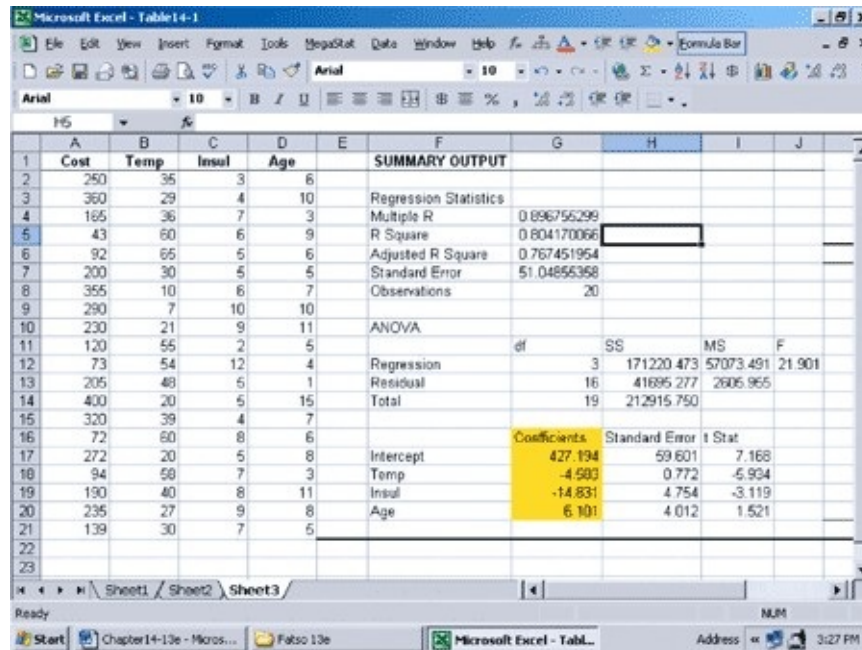 Microsoft Excel - Table14-1
File Edit View Insert Format Tools MegaStat Data Window Help Formula Bar
Arial 10
Arial 10 B I U
H5 fx
A B C D E F G H I J
1 Cost Temp Insul Age SUMMARY OUTPUT
2 250 35 3 6
3 360 29 4 10 Regression Statistics
4 165 36 7 3 Multiple R 0.896756299
5 43 60 6 9 R Square 0.804170066
6 92 65 5 6 Adjusted R Square 0.767451954
7 200 30 5 5 Standard Error 51.04856358
8 355 10 6 7 Observations 20
9 290 7 10 10
10 230 21 9 11 ANOVA
11 120 55 2 5 df SS MS F
12 73 54 12 4 Regression 3 171220.473 57073.491 21.901
13 205 48 5 1 Residual 16 41695.277 2605.955
14 400 20 5 15 Total 19 212915.750
15 320 39 4 7
16 72 60 8 6 Coefficients Standard Error t Stat
17 272 20 5 8 Intercept 427.194 59.601 7.168
18 94 58 7 3 Temp -4.583 0.772 -5.934
19 190 40 8 11 Insul -14.831 4.754 -3.119
20 235 27 9 8 Age 6.101 4.012 1.521
21 139 30 7 5
22
23
Sheet1 Sheet2 Sheet3
Ready NUM
Start Chapter14-13e - Micros... Fatso 13e Microsoft Excel - Tabl... Address « 3:27 PM